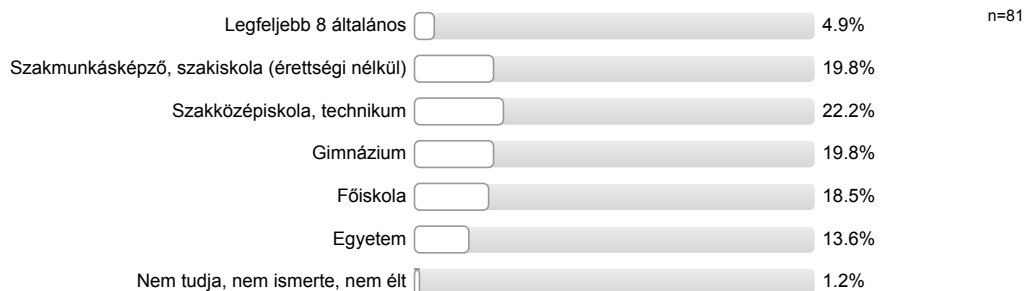 Legfeljebb 8 általános 4.9% n=81
Szakmunkásképző, szakiskola (érettségi nélkül) 19.8%
Szakközépiskola, technikum 22.2%
Gimnázium 19.8%
Főiskola 18.5%
Egyetem 13.6%
Nem tudja, nem ismerte, nem élt 1.2%